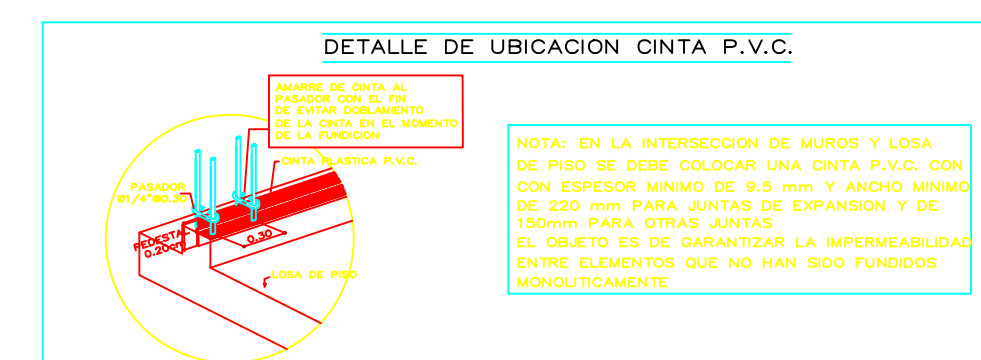 DETALLE DE UBICACION CINTA P.V.C.
AMARRE DE CINTA AL
PASADOR CON EL FIN
DE EVITAR DOBLAMIENTO
DE LA CINTA EN EL MOMENTO
DE LA FUNDICION
CINTA PLASTICA P.V.C.
PASADOR
Ø1/4"@0.30
PEDESTAL
0.20cm
0.30
LOSA DE PISO
NOTA: EN LA INTERSECCION DE MUROS Y LOSA
DE PISO SE DEBE COLOCAR UNA CINTA P.V.C. CON
CON ESPESOR MINIMO DE 9.5 mm Y ANCHO MINIMO
DE 220 mm PARA JUNTAS DE EXPANSION Y DE
150mm PARA OTRAS JUNTAS
EL OBJETO ES DE GARANTIZAR LA IMPERMEABILIDAD
ENTRE ELEMENTOS QUE NO HAN SIDO FUNDIDOS
MONOLITICAMENTE